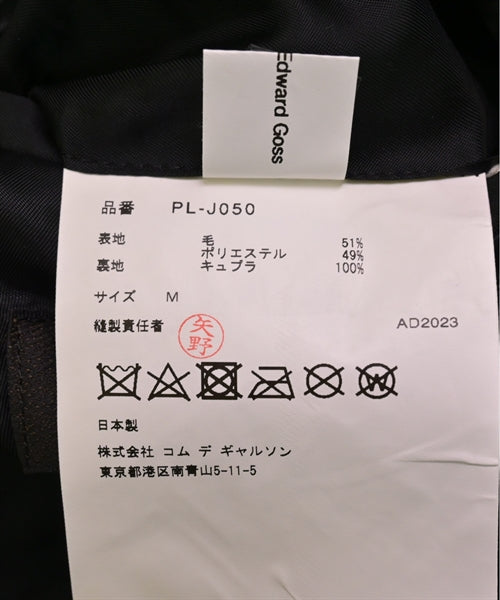 Edward Goss
品番 PL-J050
表地 毛 51%
ポリエステル 49%
裏地 キュプラ 100%
サイズ M
縫製責任者 矢野 AD2023
日本製
株式会社 コム デ ギャルソン
東京都港区南青山5-11-5